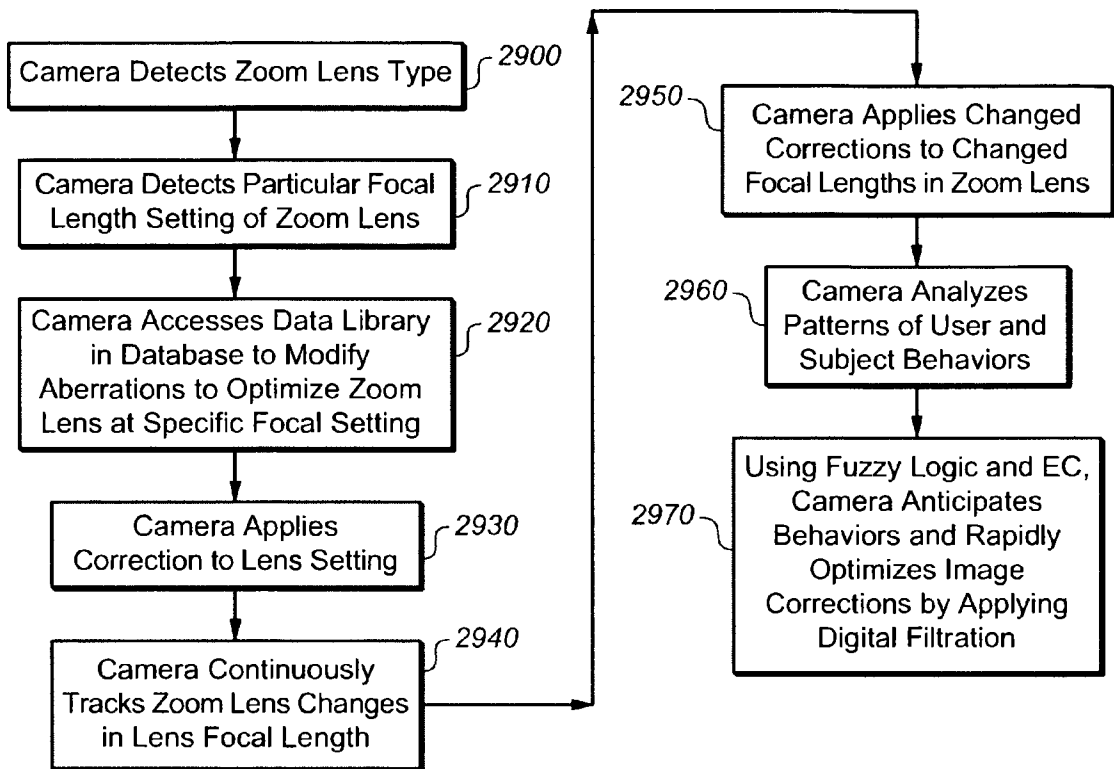 Camera Detects Zoom Lens Type
2900
Camera Detects Particular Focal
Length Setting of Zoom Lens
2910
Camera Accesses Data Library
in Database to Modify
Aberrations to Optimize Zoom
Lens at Specific Focal Setting
2920
Camera Applies
Correction to Lens Setting
2930
Camera Continuously
Tracks Zoom Lens Changes
in Lens Focal Length
2940
2950
Camera Applies Changed
Corrections to Changed
Focal Lengths in Zoom Lens
2960
Camera Analyzes
Patterns of User and
Subject Behaviors
2970
Using Fuzzy Logic and EC,
Camera Anticipates
Behaviors and Rapidly
Optimizes Image
Corrections by Applying
Digital Filtration